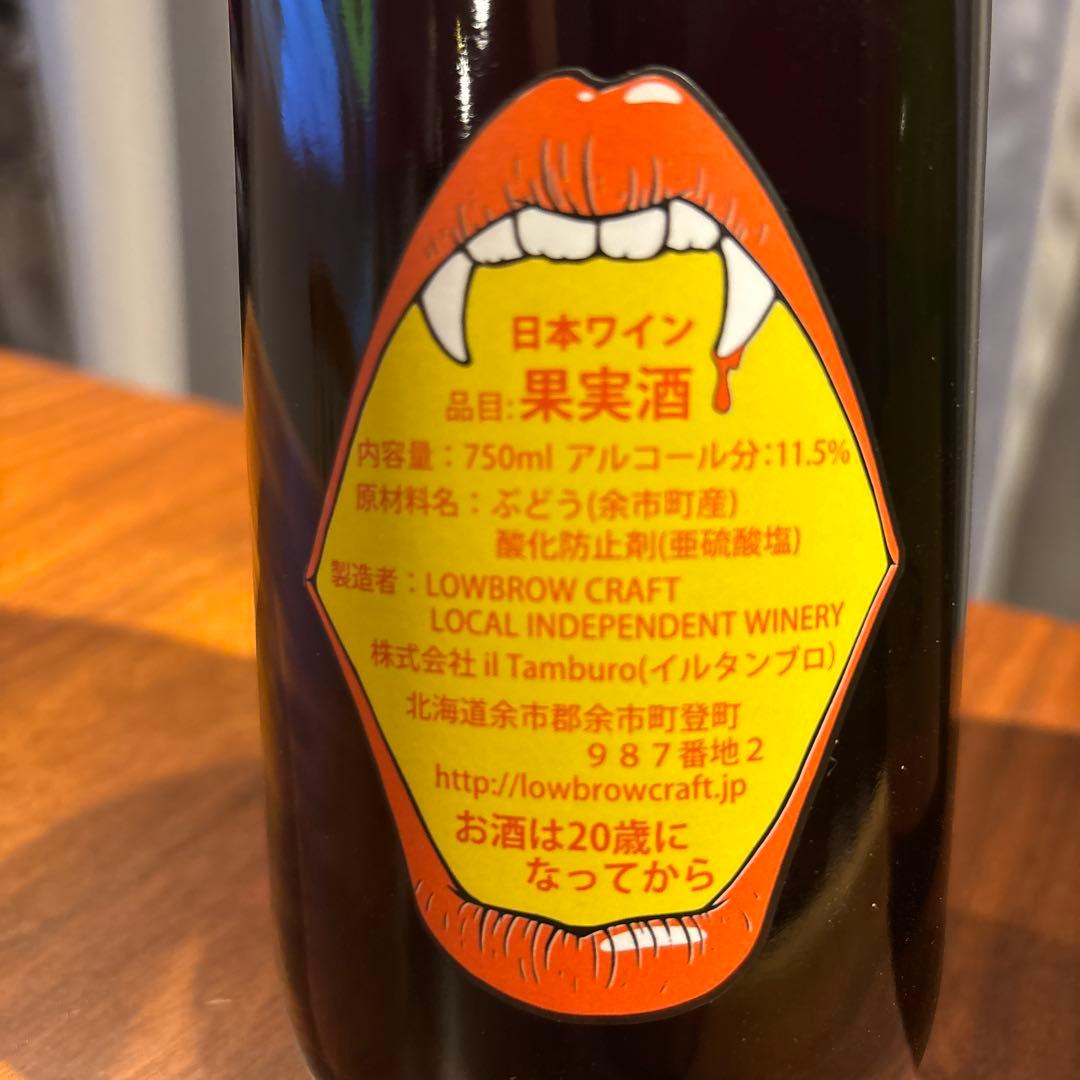 日本ワイン
品目:果実酒
内容量：750ml アルコール分：11.5%
原材料名：ぶどう(余市町産)
酸化防止剤(亜硫酸塩)
製造者：LOWBROW CRAFT
LOCAL INDEPENDENT WINERY
株式会社 il Tamburo(イルタンブロ)
北海道余市郡余市町登町
９８７番地２
http://lowbrowcraft.jp
お酒は20歳に
なってから